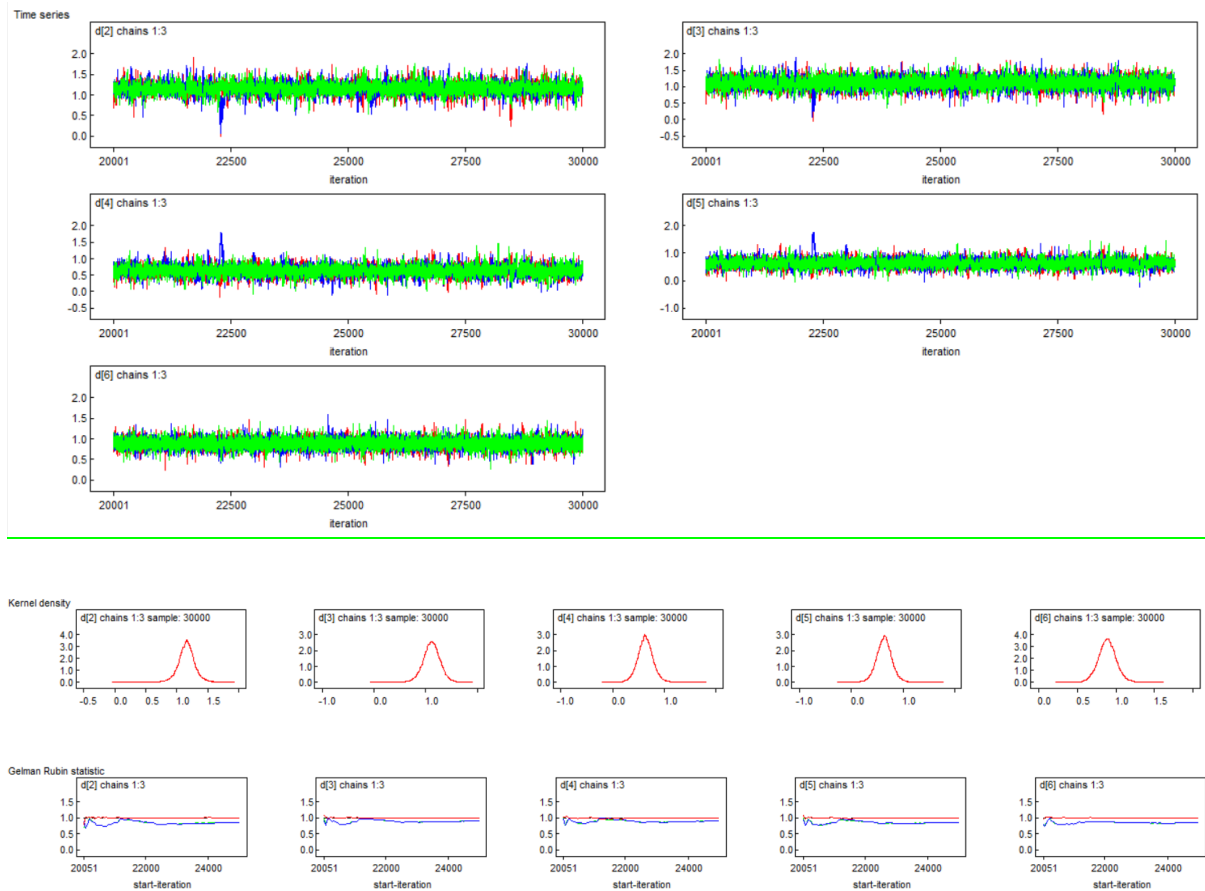 Time series
d[2] chains 1:3
2.0
1.5
1.0
0.5
0.0
20001 22500 25000 27500 30000
iteration
d[3] chains 1:3
2.0
1.5
1.0
0.5
0.0
-0.5
20001 22500 25000 27500 30000
iteration
d[4] chains 1:3
2.0
1.5
1.0
0.5
0.0
-0.5
20001 22500 25000 27500 30000
iteration
d[5] chains 1:3
2.0
1.0
0.0
-1.0
20001 22500 25000 27500 30000
iteration
d[6] chains 1:3
2.0
1.5
1.0
0.5
0.0
20001 22500 25000 27500 30000
iteration
Kernel density
d[2] chains 1:3 sample: 30000
4.0
3.0
2.0
1.0
0.0
-0.5 0.0 0.5 1.0 1.5
d[3] chains 1:3 sample: 30000
3.0
2.0
1.0
0.0
-1.0 0.0 1.0
d[4] chains 1:3 sample: 30000
3.0
2.0
1.0
0.0
-1.0 0.0 1.0
d[5] chains 1:3 sample: 30000
3.0
2.0
1.0
0.0
-1.0 0.0 1.0
d[6] chains 1:3 sample: 30000
4.0
3.0
2.0
1.0
0.0
0.0 0.5 1.0 1.5
Gelman Rubin statistic
d[2] chains 1:3
1.5
1.0
0.5
0.0
20051 22000 24000
start-iteration
d[3] chains 1:3
1.5
1.0
0.5
0.0
20051 22000 24000
start-iteration
d[4] chains 1:3
1.5
1.0
0.5
0.0
20051 22000 24000
start-iteration
d[5] chains 1:3
1.5
1.0
0.5
0.0
20051 22000 24000
start-iteration
d[6] chains 1:3
1.5
1.0
0.5
0.0
20051 22000 24000
start-iteration